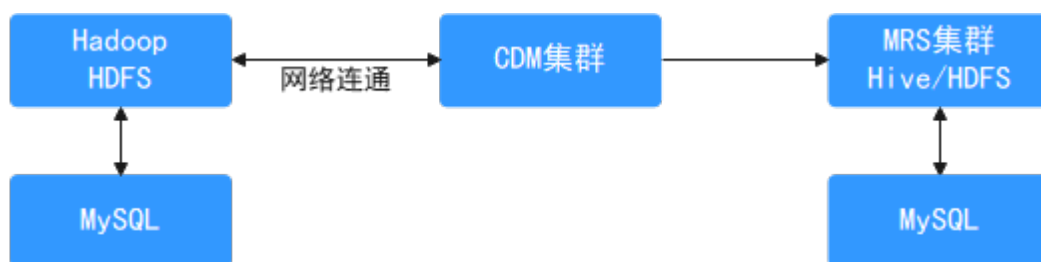 Hadoop
HDFS
网络连通
CDM集群
MRS集群
Hive/HDFS
MySQL
MySQL